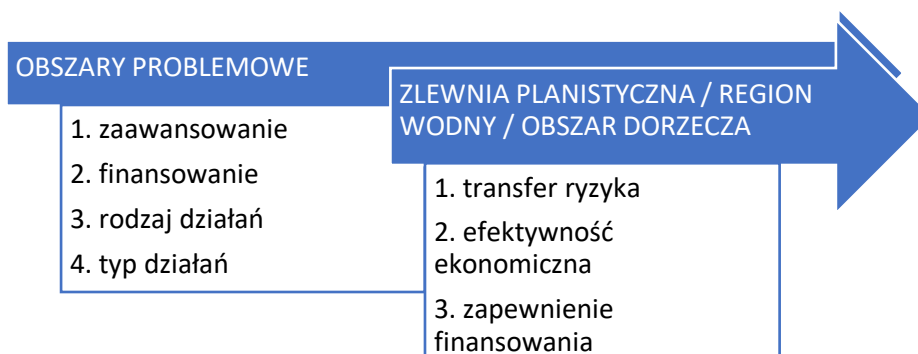 OBSZARY PROBLEMOWE
1. zaawansowanie
2. finansowanie
3. rodzaj działań
4. typ działań
ZLEWNIA PLANISTYCZNA / REGION
WODNY / OBSZAR DORZECZA
1. transfer ryzyka
2. efektywność
ekonomiczna
3. zapewnienie
finansowania